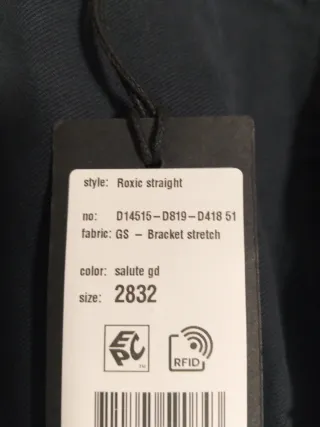 style: Roxic straight
no: D14515-D819-D418 51
fabric: GS - Bracket stretch
color: salute gd
size: 2832
EPC TM
RFID